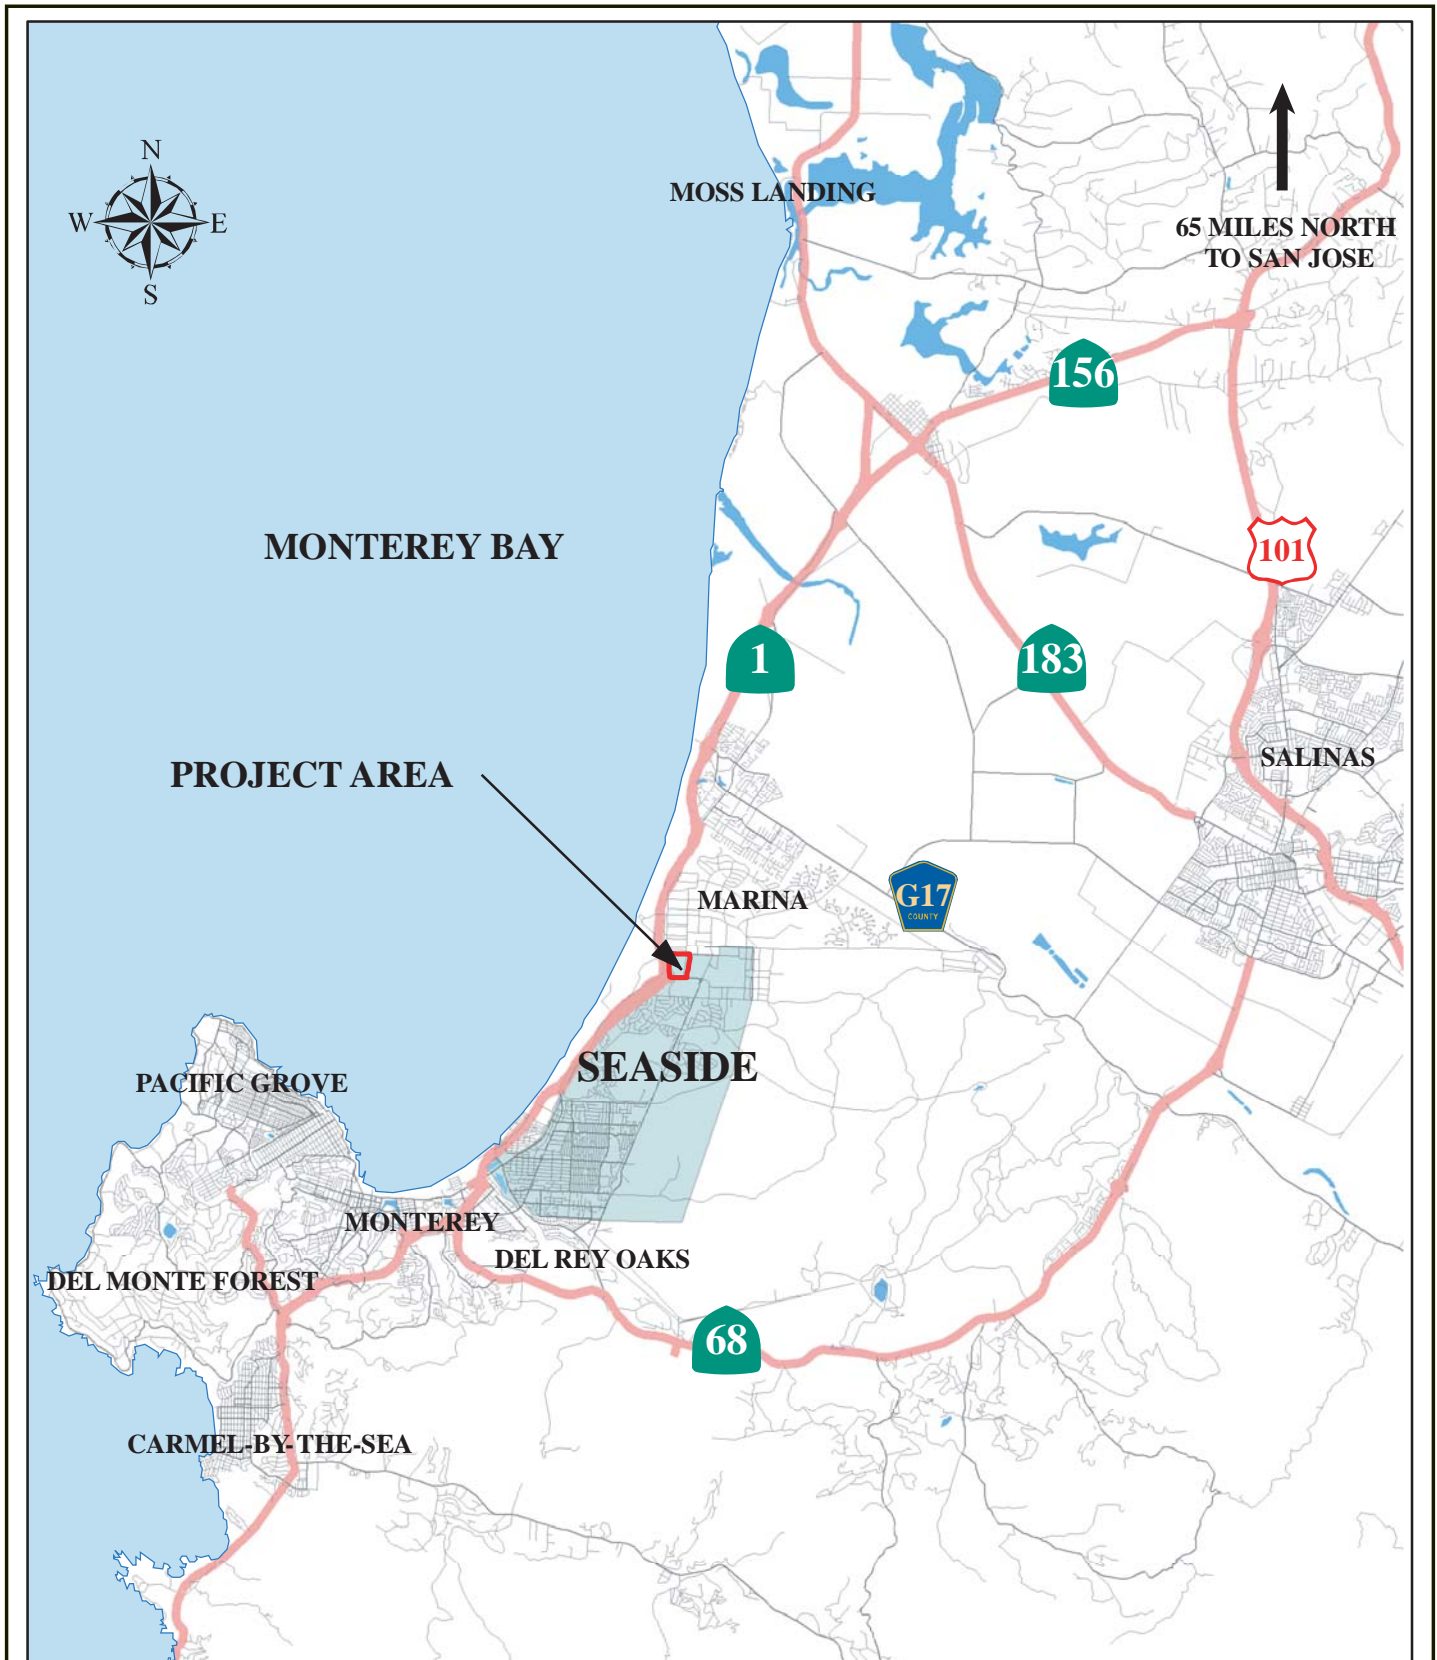 N
W E
S
MOSS LANDING
65 MILES NORTH
TO SAN JOSE
156
MONTEREY BAY
101
1
183
SALINAS
PROJECT AREA
G17
COUNTY
MARINA
SEASIDE
PACIFIC GROVE
MONTEREY
DEL REY OAKS
DEL MONTE FOREST
68
CARMEL-BY-THE-SEA